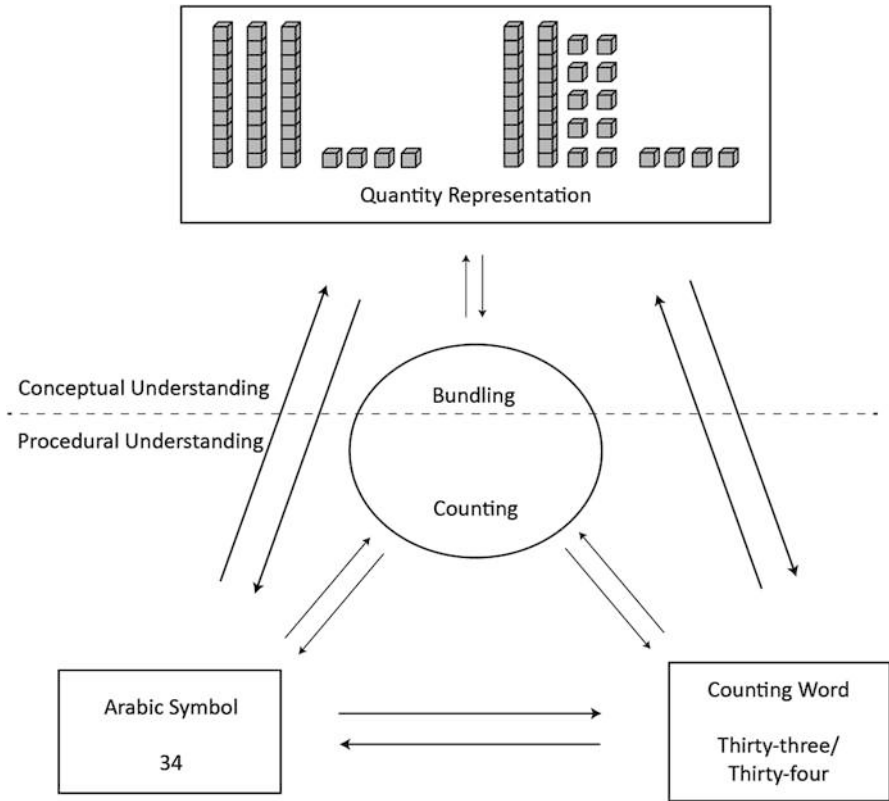 Quantity Representation
Conceptual Understanding
Bundling
Procedural Understanding
Counting
Arabic Symbol
34
Counting Word
Thirty-three/
Thirty-four